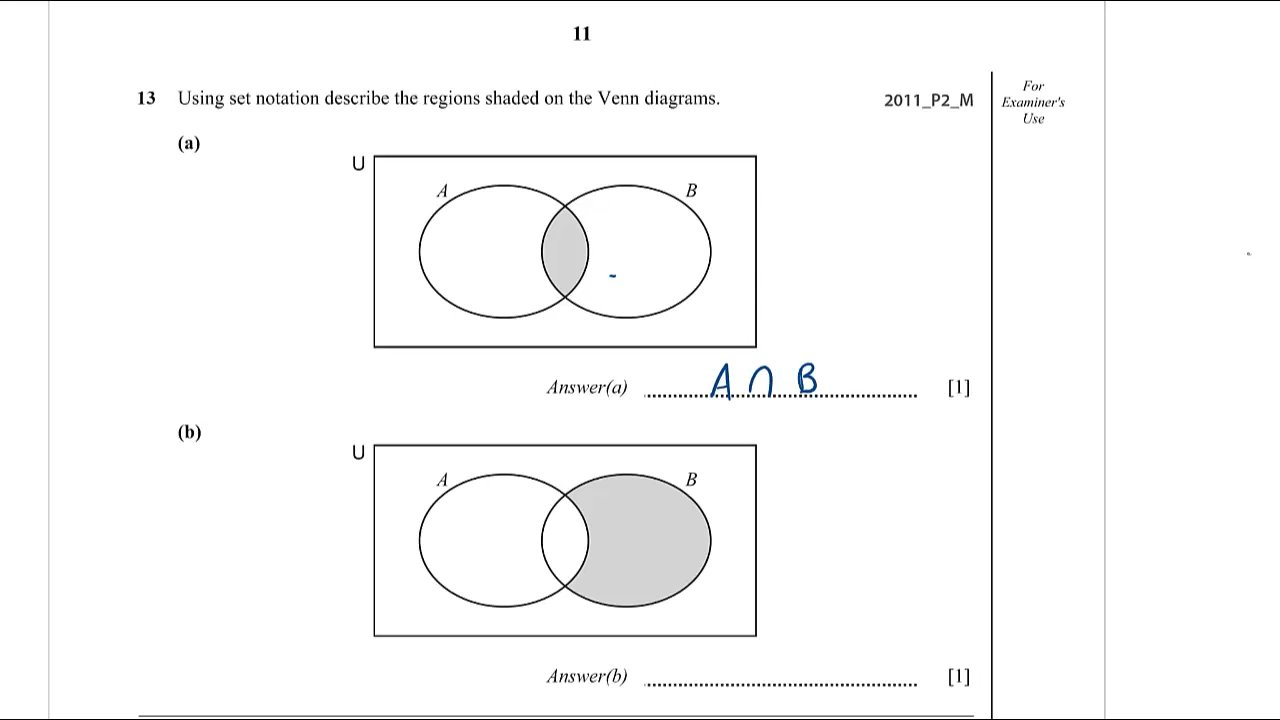 11
13 Using set notation describe the regions shaded on the Venn diagrams. 2011_P2_M
For
Examiner's
Use
(a)
U
A B
Answer(a) A ∩ B [1]
(b)
U
A B
Answer(b) [1]